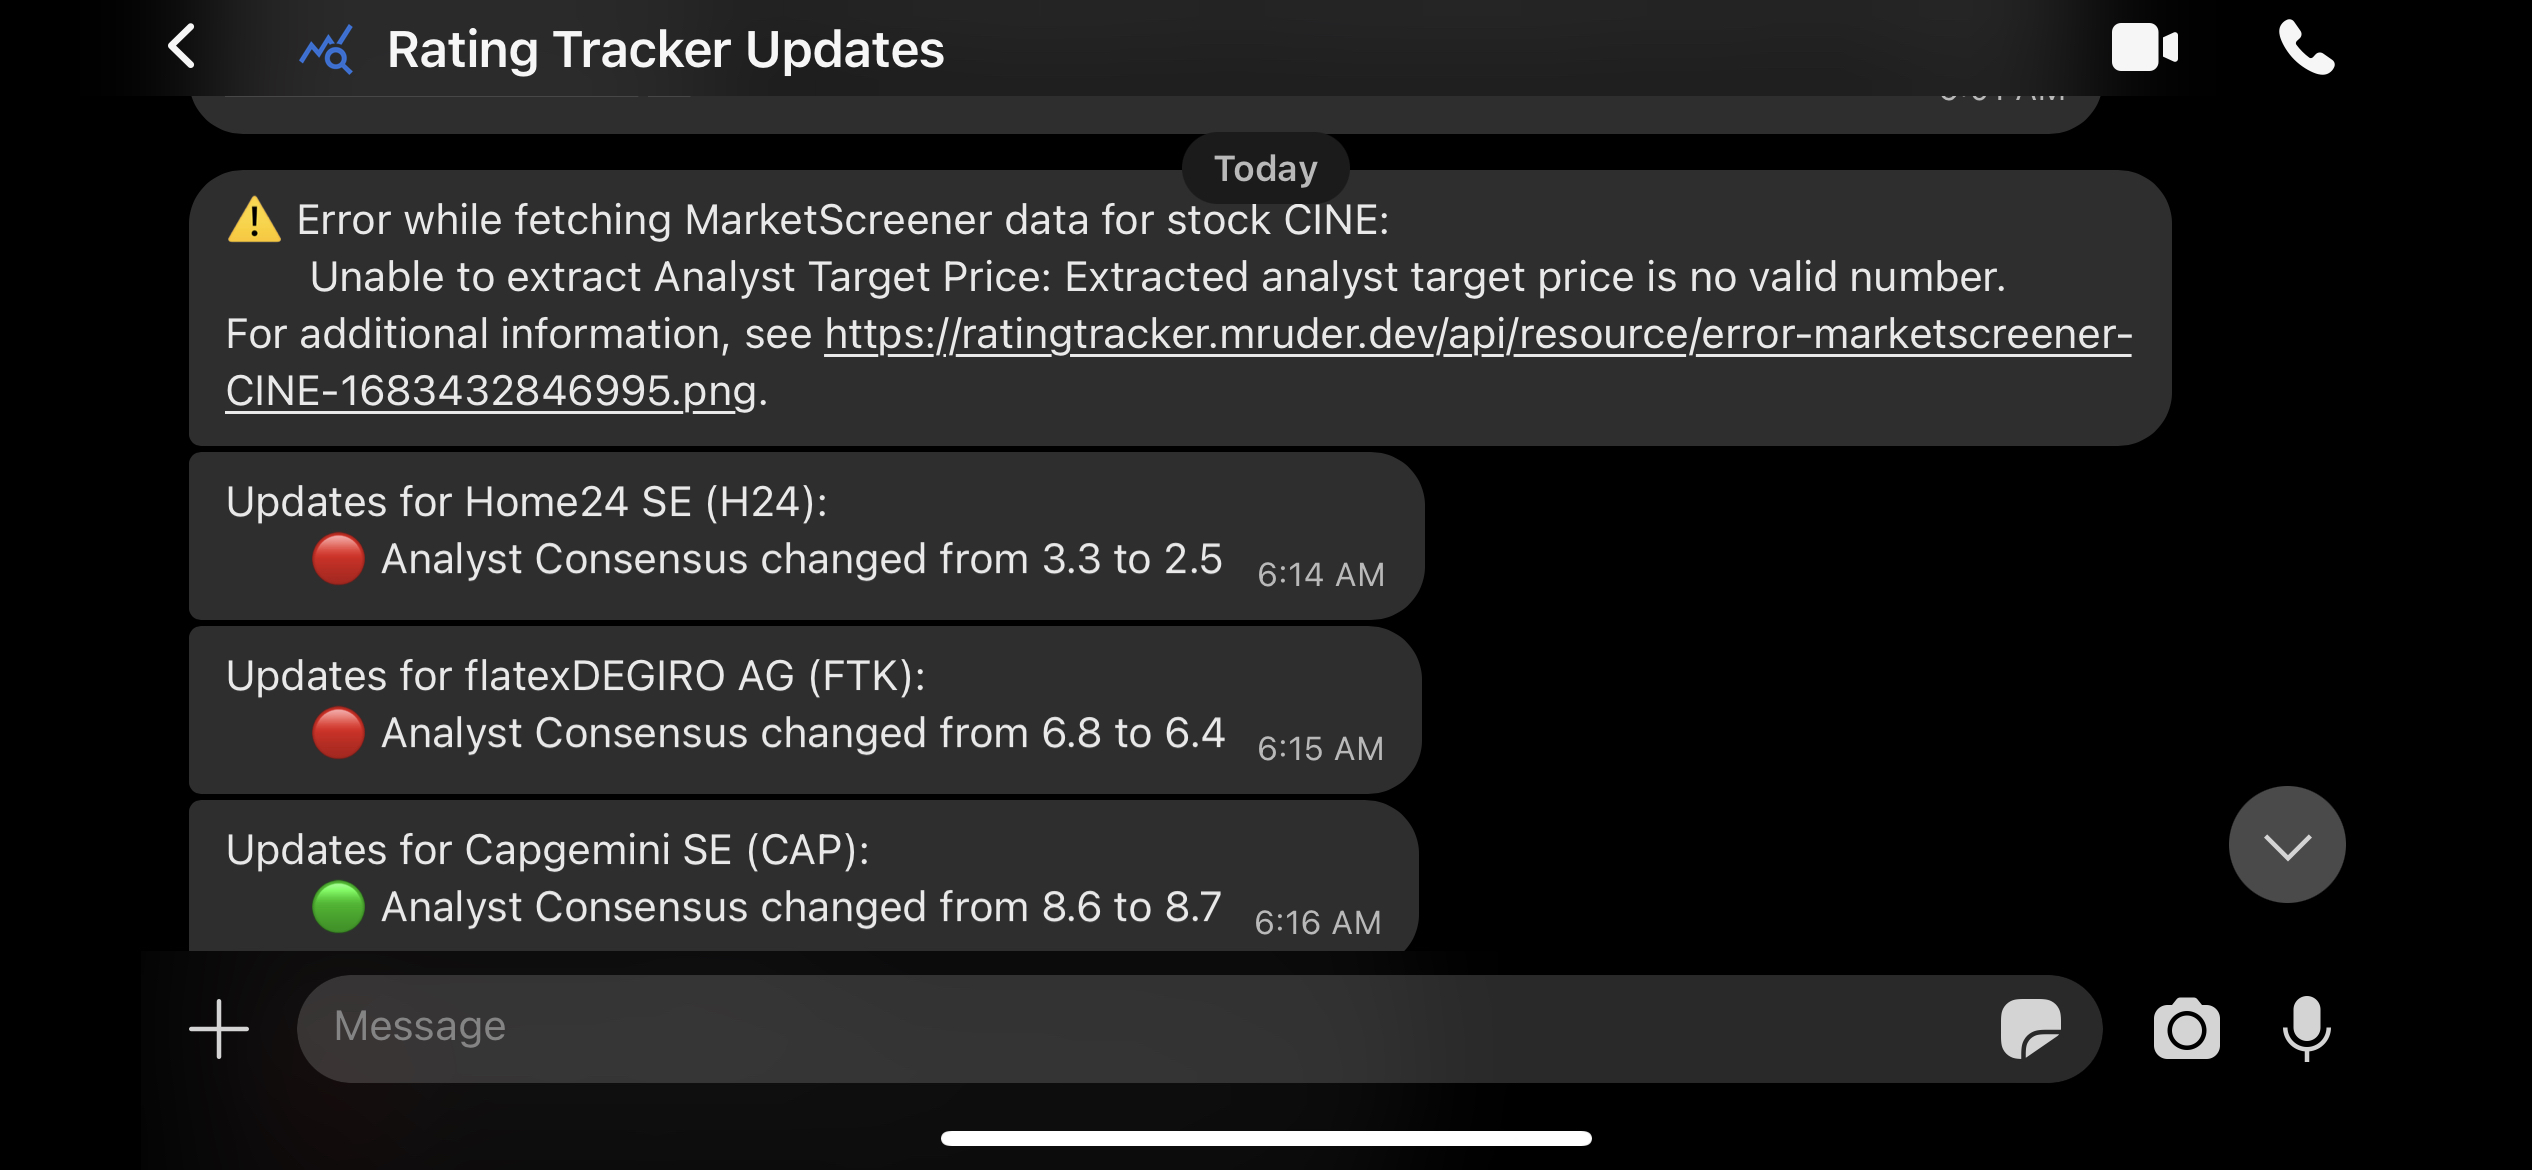 Rating Tracker Updates
Today
⚠️ Error while fetching MarketScreener data for stock CINE:
Unable to extract Analyst Target Price: Extracted analyst target price is no valid number.
For additional information, see https://ratingtracker.mruder.dev/api/resource/error-marketscreener-
CINE-1683432846995.png.
Updates for Home24 SE (H24):
🔴 Analyst Consensus changed from 3.3 to 2.5 6:14 AM
Updates for flatexDEGIRO AG (FTK):
🔴 Analyst Consensus changed from 6.8 to 6.4 6:15 AM
Updates for Capgemini SE (CAP):
🟢 Analyst Consensus changed from 8.6 to 8.7 6:16 AM
Message